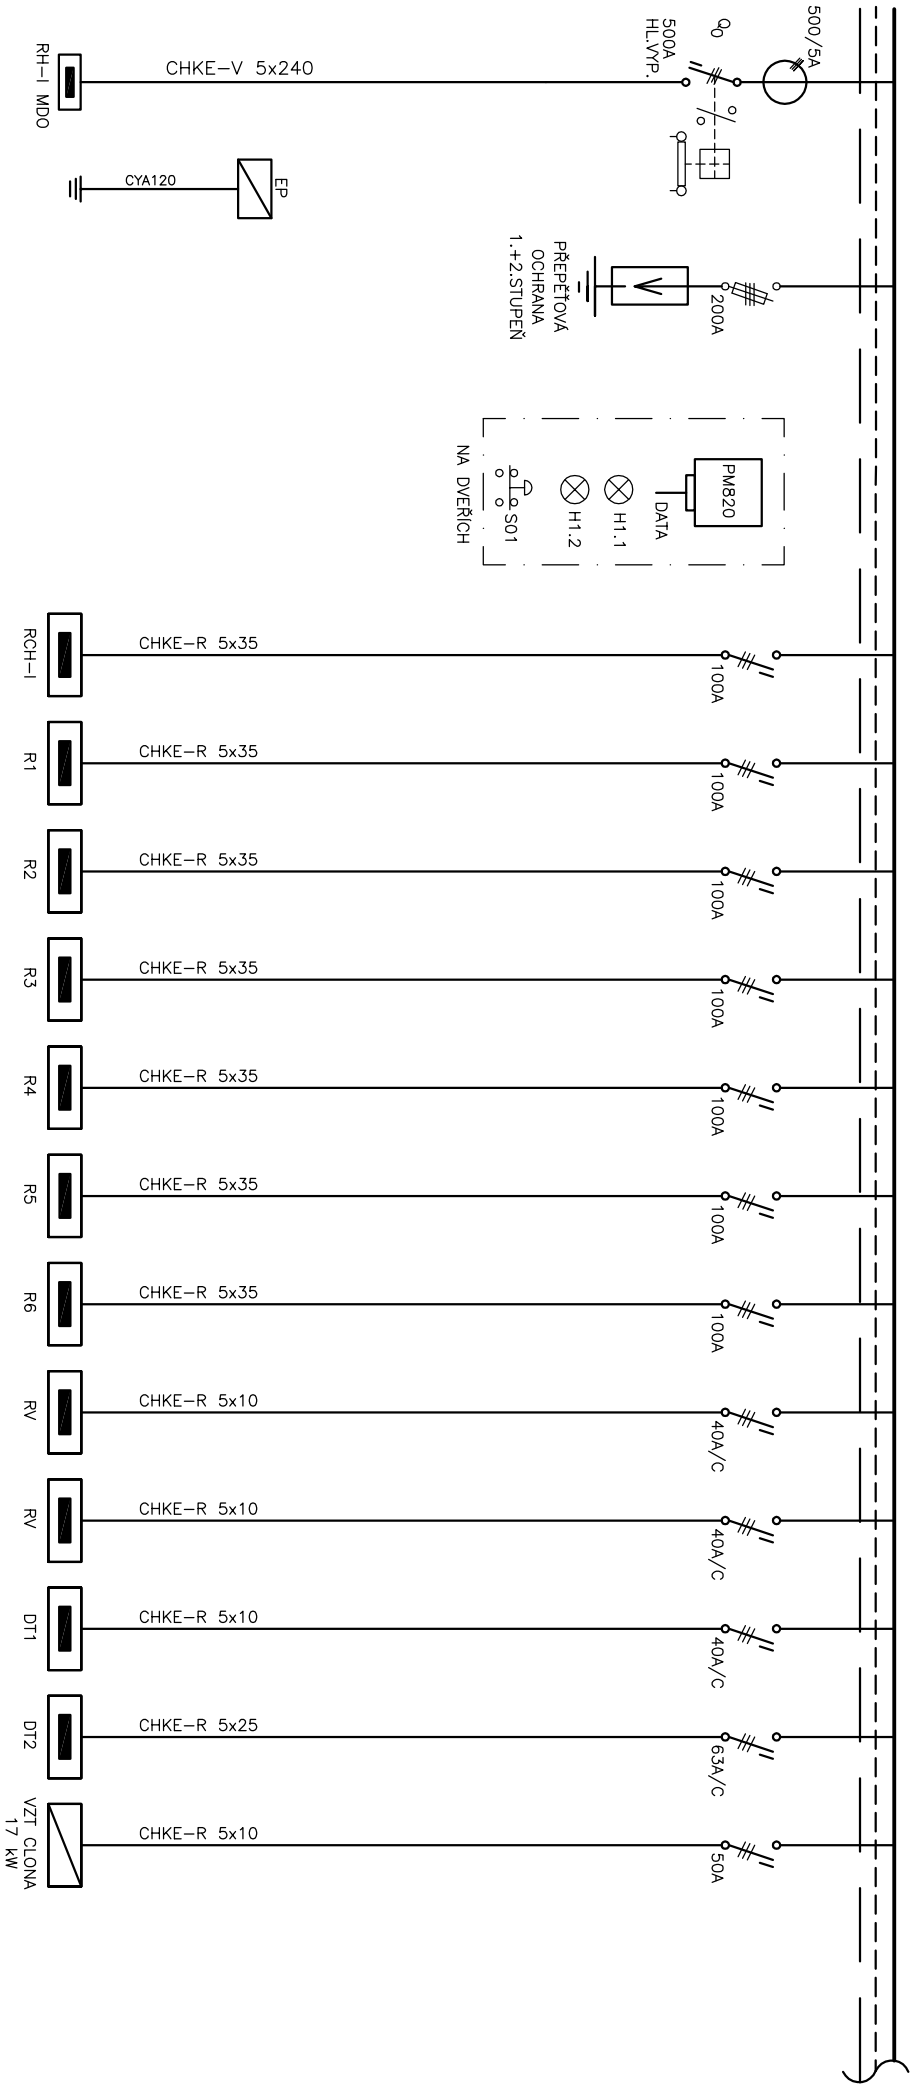 500/5A
Q0
500A
HL.VYP.
CHKE-V 5x240
RH-I MDO
EP
CYA120
200A
PŘEPĚŤOVÁ
OCHRANA
1.+2.STUPEŇ
PM820
DATA
H1.1
H1.2
S01
NA DVEŘÍCH
100A
CHKE-R 5x35
RCH-I
100A
CHKE-R 5x35
R1
100A
CHKE-R 5x35
R2
100A
CHKE-R 5x35
R3
100A
CHKE-R 5x35
R4
100A
CHKE-R 5x35
R5
100A
CHKE-R 5x35
R6
40A/C
CHKE-R 5x10
RV
40A/C
CHKE-R 5x10
RV
40A/C
CHKE-R 5x10
DT1
63A/C
CHKE-R 5x25
DT2
50A
CHKE-R 5x10
VZT CLONA
17 kW